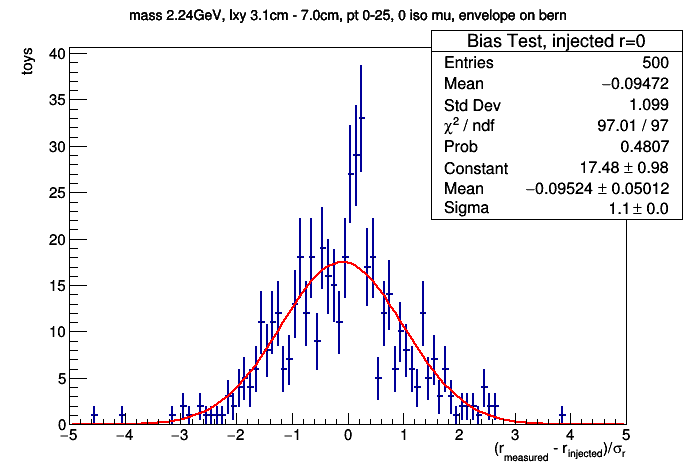 mass 2.24GeV, lxy 3.1cm - 7.0cm, pt 0-25, 0 iso mu, envelope on bern
toys
Bias Test, injected r=0
Entries 500
Mean −0.09472
Std Dev 1.099
χ² / ndf 97.01 / 97
Prob 0.4807
Constant 17.48 ± 0.98
Mean −0.09524 ± 0.05012
Sigma 1.1 ± 0.0
40
35
30
25
20
15
10
5
0
−5 −4 −3 −2 −1 0 1 2 3 4 5
(r_measured - r_injected)/σ_r